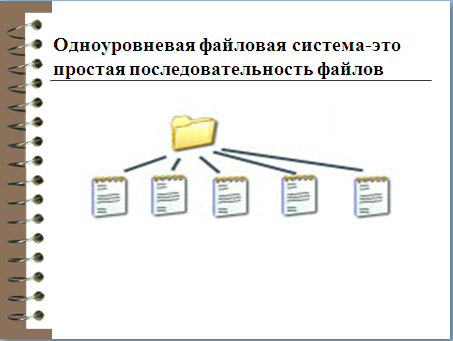 Одноуровневая файловая система-это
простая последовательность файлов